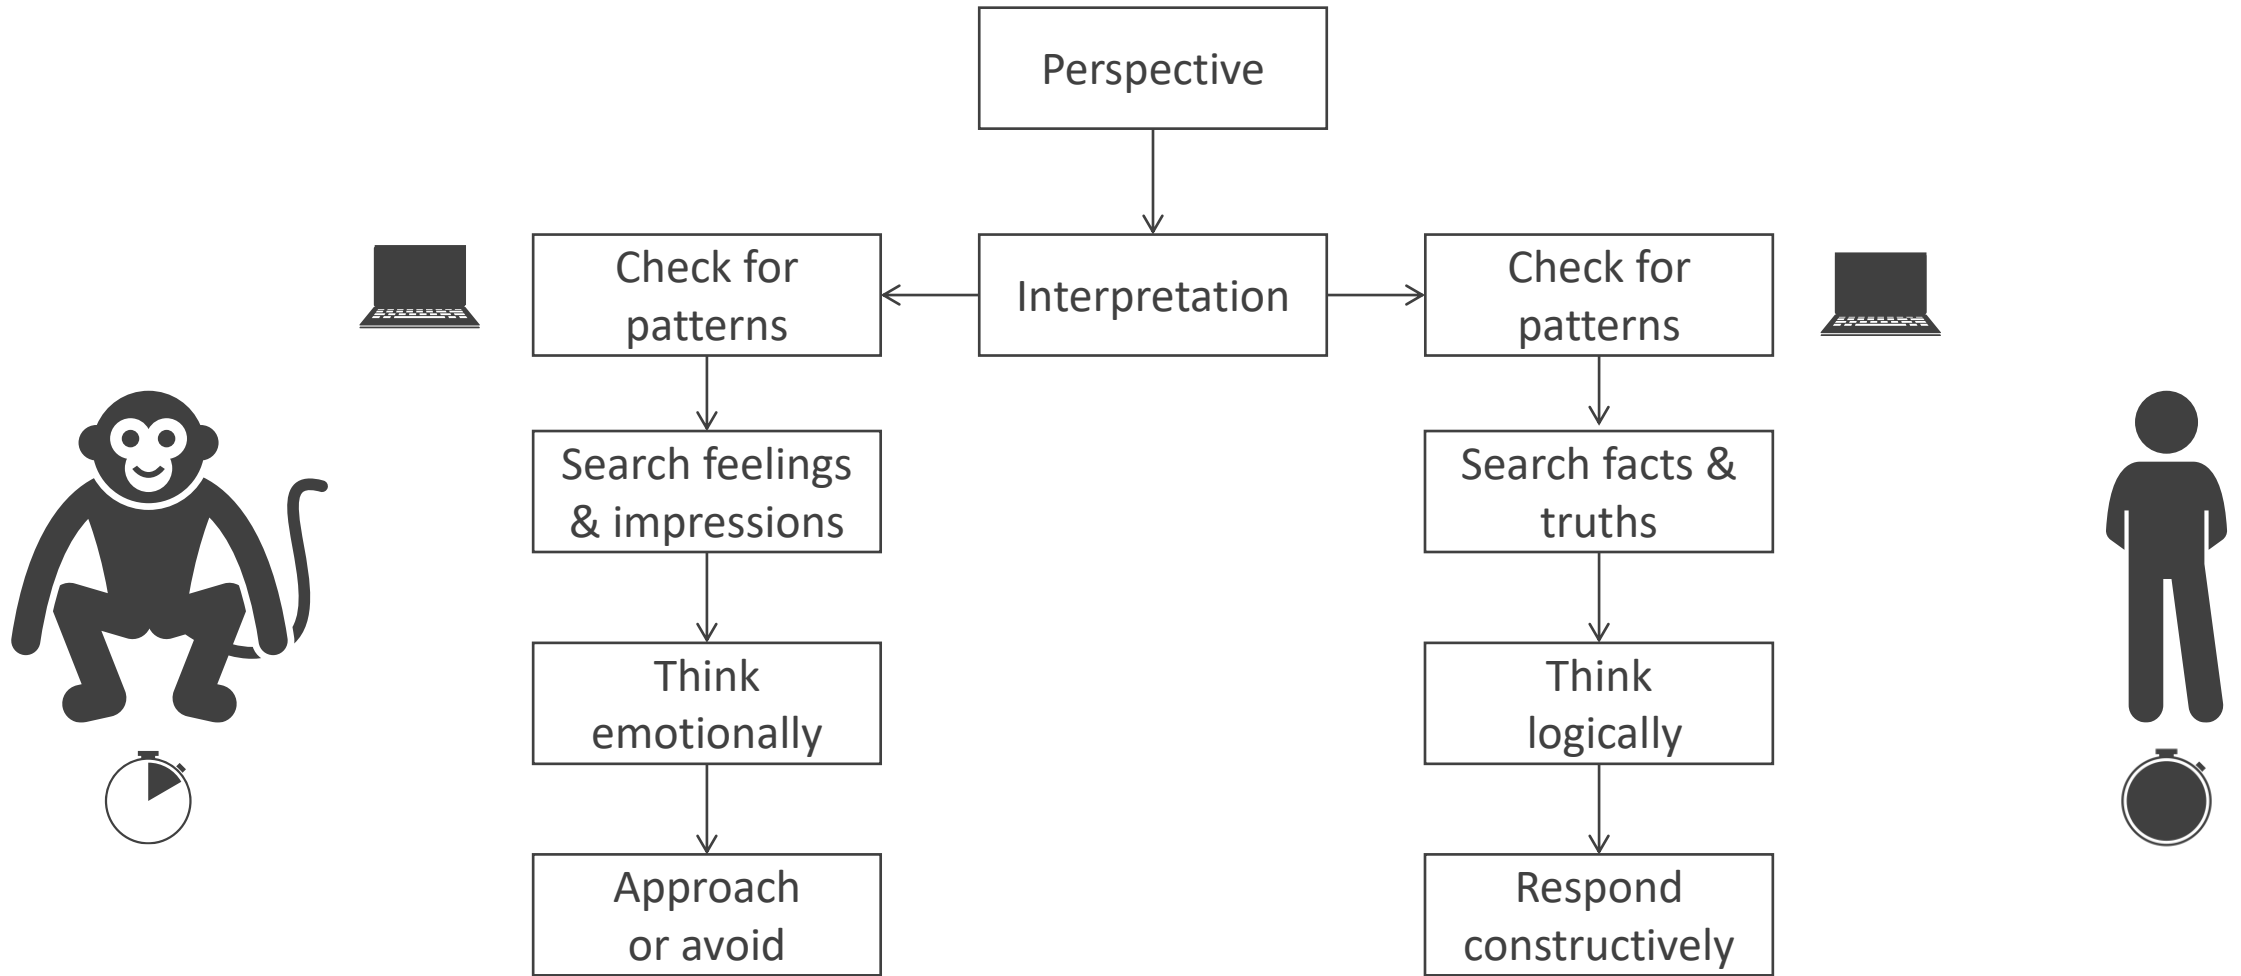 Perspective
Check for
patterns
Interpretation
Check for
patterns
Search feelings
& impressions
Search facts &
truths
Think
emotionally
Think
logically
Approach
or avoid
Respond
constructively